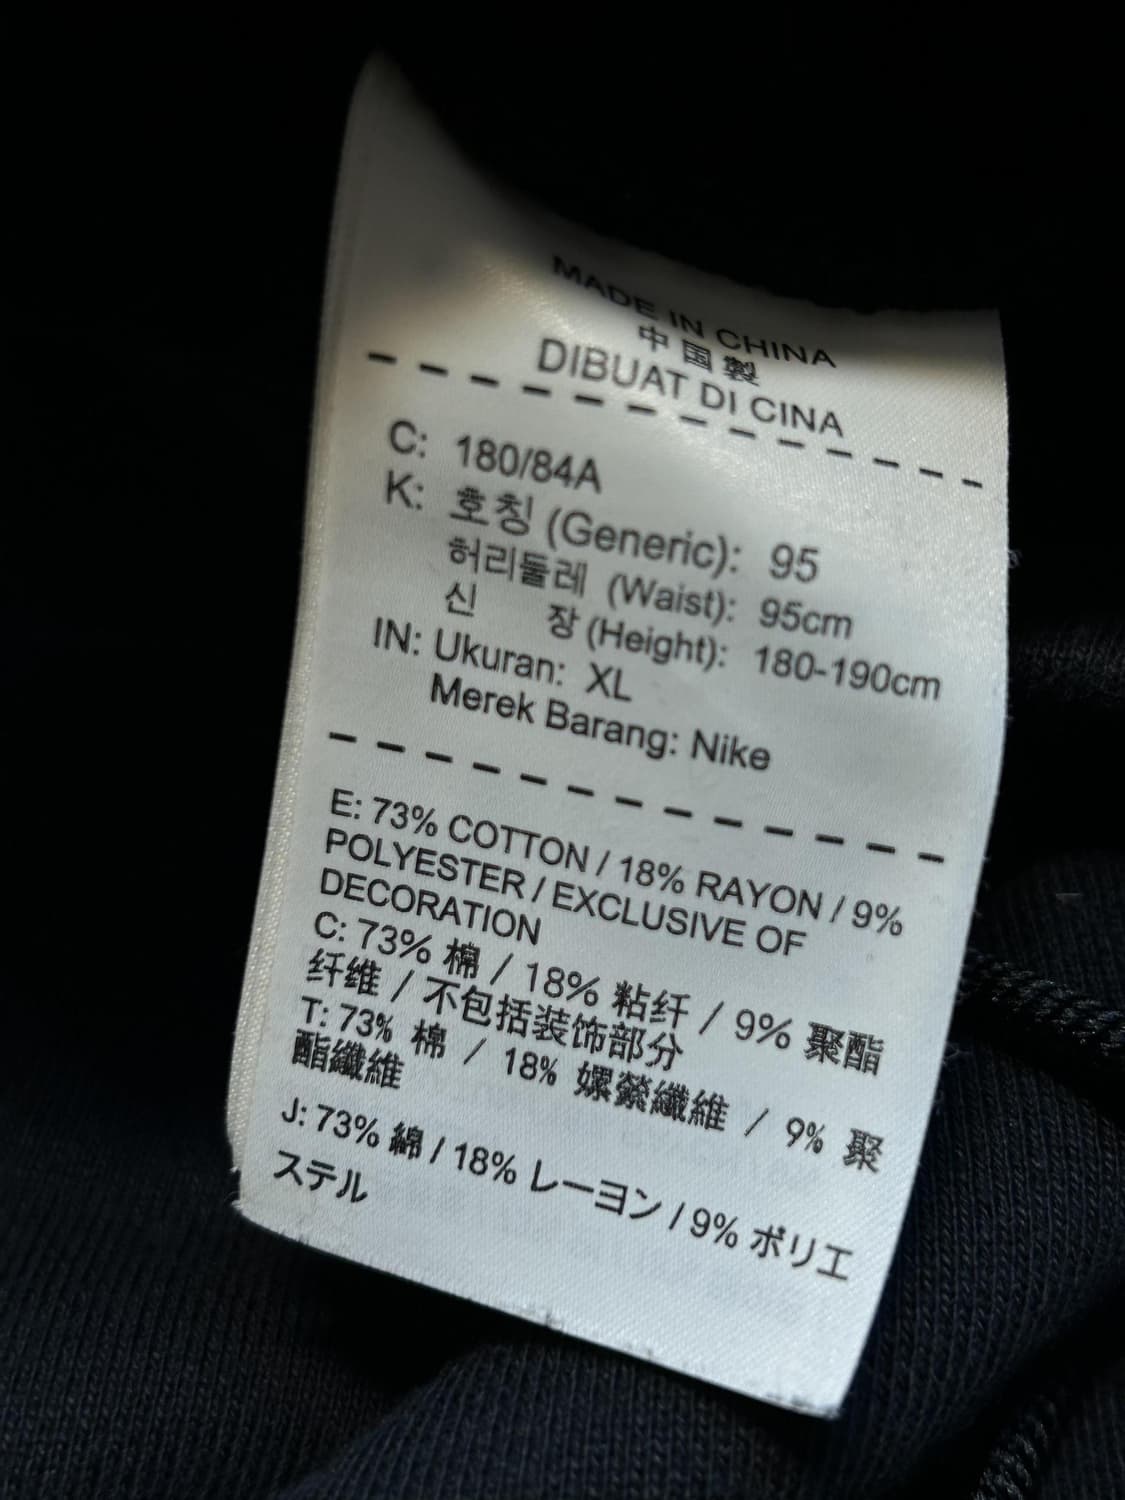 MADE IN CHINA
中国製
DIBUAT DI CINA
C: 180/84A
K: 호칭 (Generic): 95
허리둘레 (Waist): 95cm
신 장 (Height): 180-190cm
IN: Ukuran: XL
Merek Barang: Nike
E: 73% COTTON / 18% RAYON / 9%
POLYESTER / EXCLUSIVE OF
DECORATION
C: 73% 棉 / 18% 粘纤 / 9% 聚酯
纤维 / 不包括装饰部分
T: 73% 棉 / 18% 嫘縈纖維 / 9% 聚
酯纖維
J: 73% 綿 / 18% レーヨン / 9% ポリエ
ステル